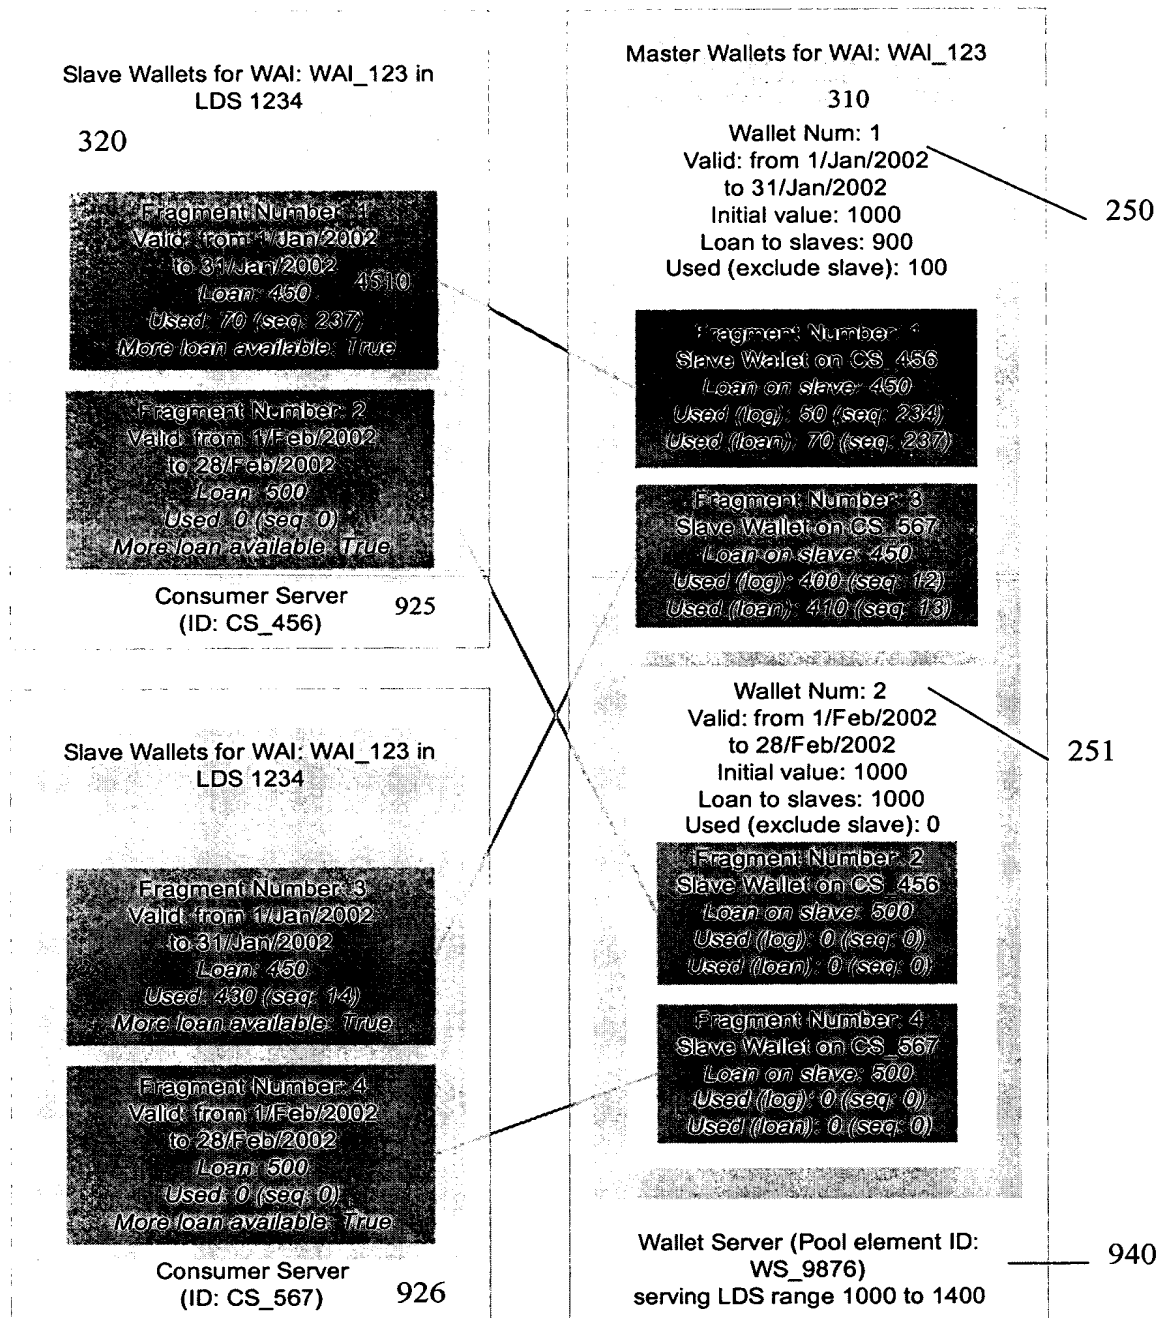 Slave Wallets for WAI: WAI_123 in
LDS 1234
320
Fragment Number: 1
Valid: from 1/Jan/2002
to 31/Jan/2002
4510
Loan: 450
Used: 70 (seq: 237)
More loan available: True
Fragment Number: 2
Valid: from 1/Feb/2002
to 28/Feb/2002
Loan: 500
Used: 0 (seq: 0)
More loan available: True
Consumer Server
(ID: CS_456)
925
Slave Wallets for WAI: WAI_123 in
LDS 1234
Fragment Number: 3
Valid: from 1/Jan/2002
to 31/Jan/2002
Loan: 450
Used: 430 (seq: 14)
More loan available: True
Fragment Number: 4
Valid: from 1/Feb/2002
to 28/Feb/2002
Loan: 500
Used: 0 (seq: 0)
More loan available: True
Consumer Server
(ID: CS_567)
926
Master Wallets for WAI: WAI_123
310
Wallet Num: 1
Valid: from 1/Jan/2002
to 31/Jan/2002
Initial value: 1000
Loan to slaves: 900
Used (exclude slave): 100
250
Fragment Number: 1
Slave Wallet on CS_456
Loan on slave: 450
Used (log): 50 (seq: 234)
Used (loan): 70 (seq: 237)
Fragment Number: 3
Slave Wallet on CS_567
Loan on slave: 450
Used (log): 400 (seq: 12)
Used (loan): 410 (seq: 13)
Wallet Num: 2
Valid: from 1/Feb/2002
to 28/Feb/2002
Initial value: 1000
Loan to slaves: 1000
Used (exclude slave): 0
251
Fragment Number: 2
Slave Wallet on CS_456
Loan on slave: 500
Used (log): 0 (seq: 0)
Used (loan): 0 (seq: 0)
Fragment Number: 4
Slave Wallet on CS_567
Loan on slave: 500
Used (log): 0 (seq: 0)
Used (loan): 0 (seq: 0)
Wallet Server (Pool element ID:
WS_9876)
serving LDS range 1000 to 1400
940